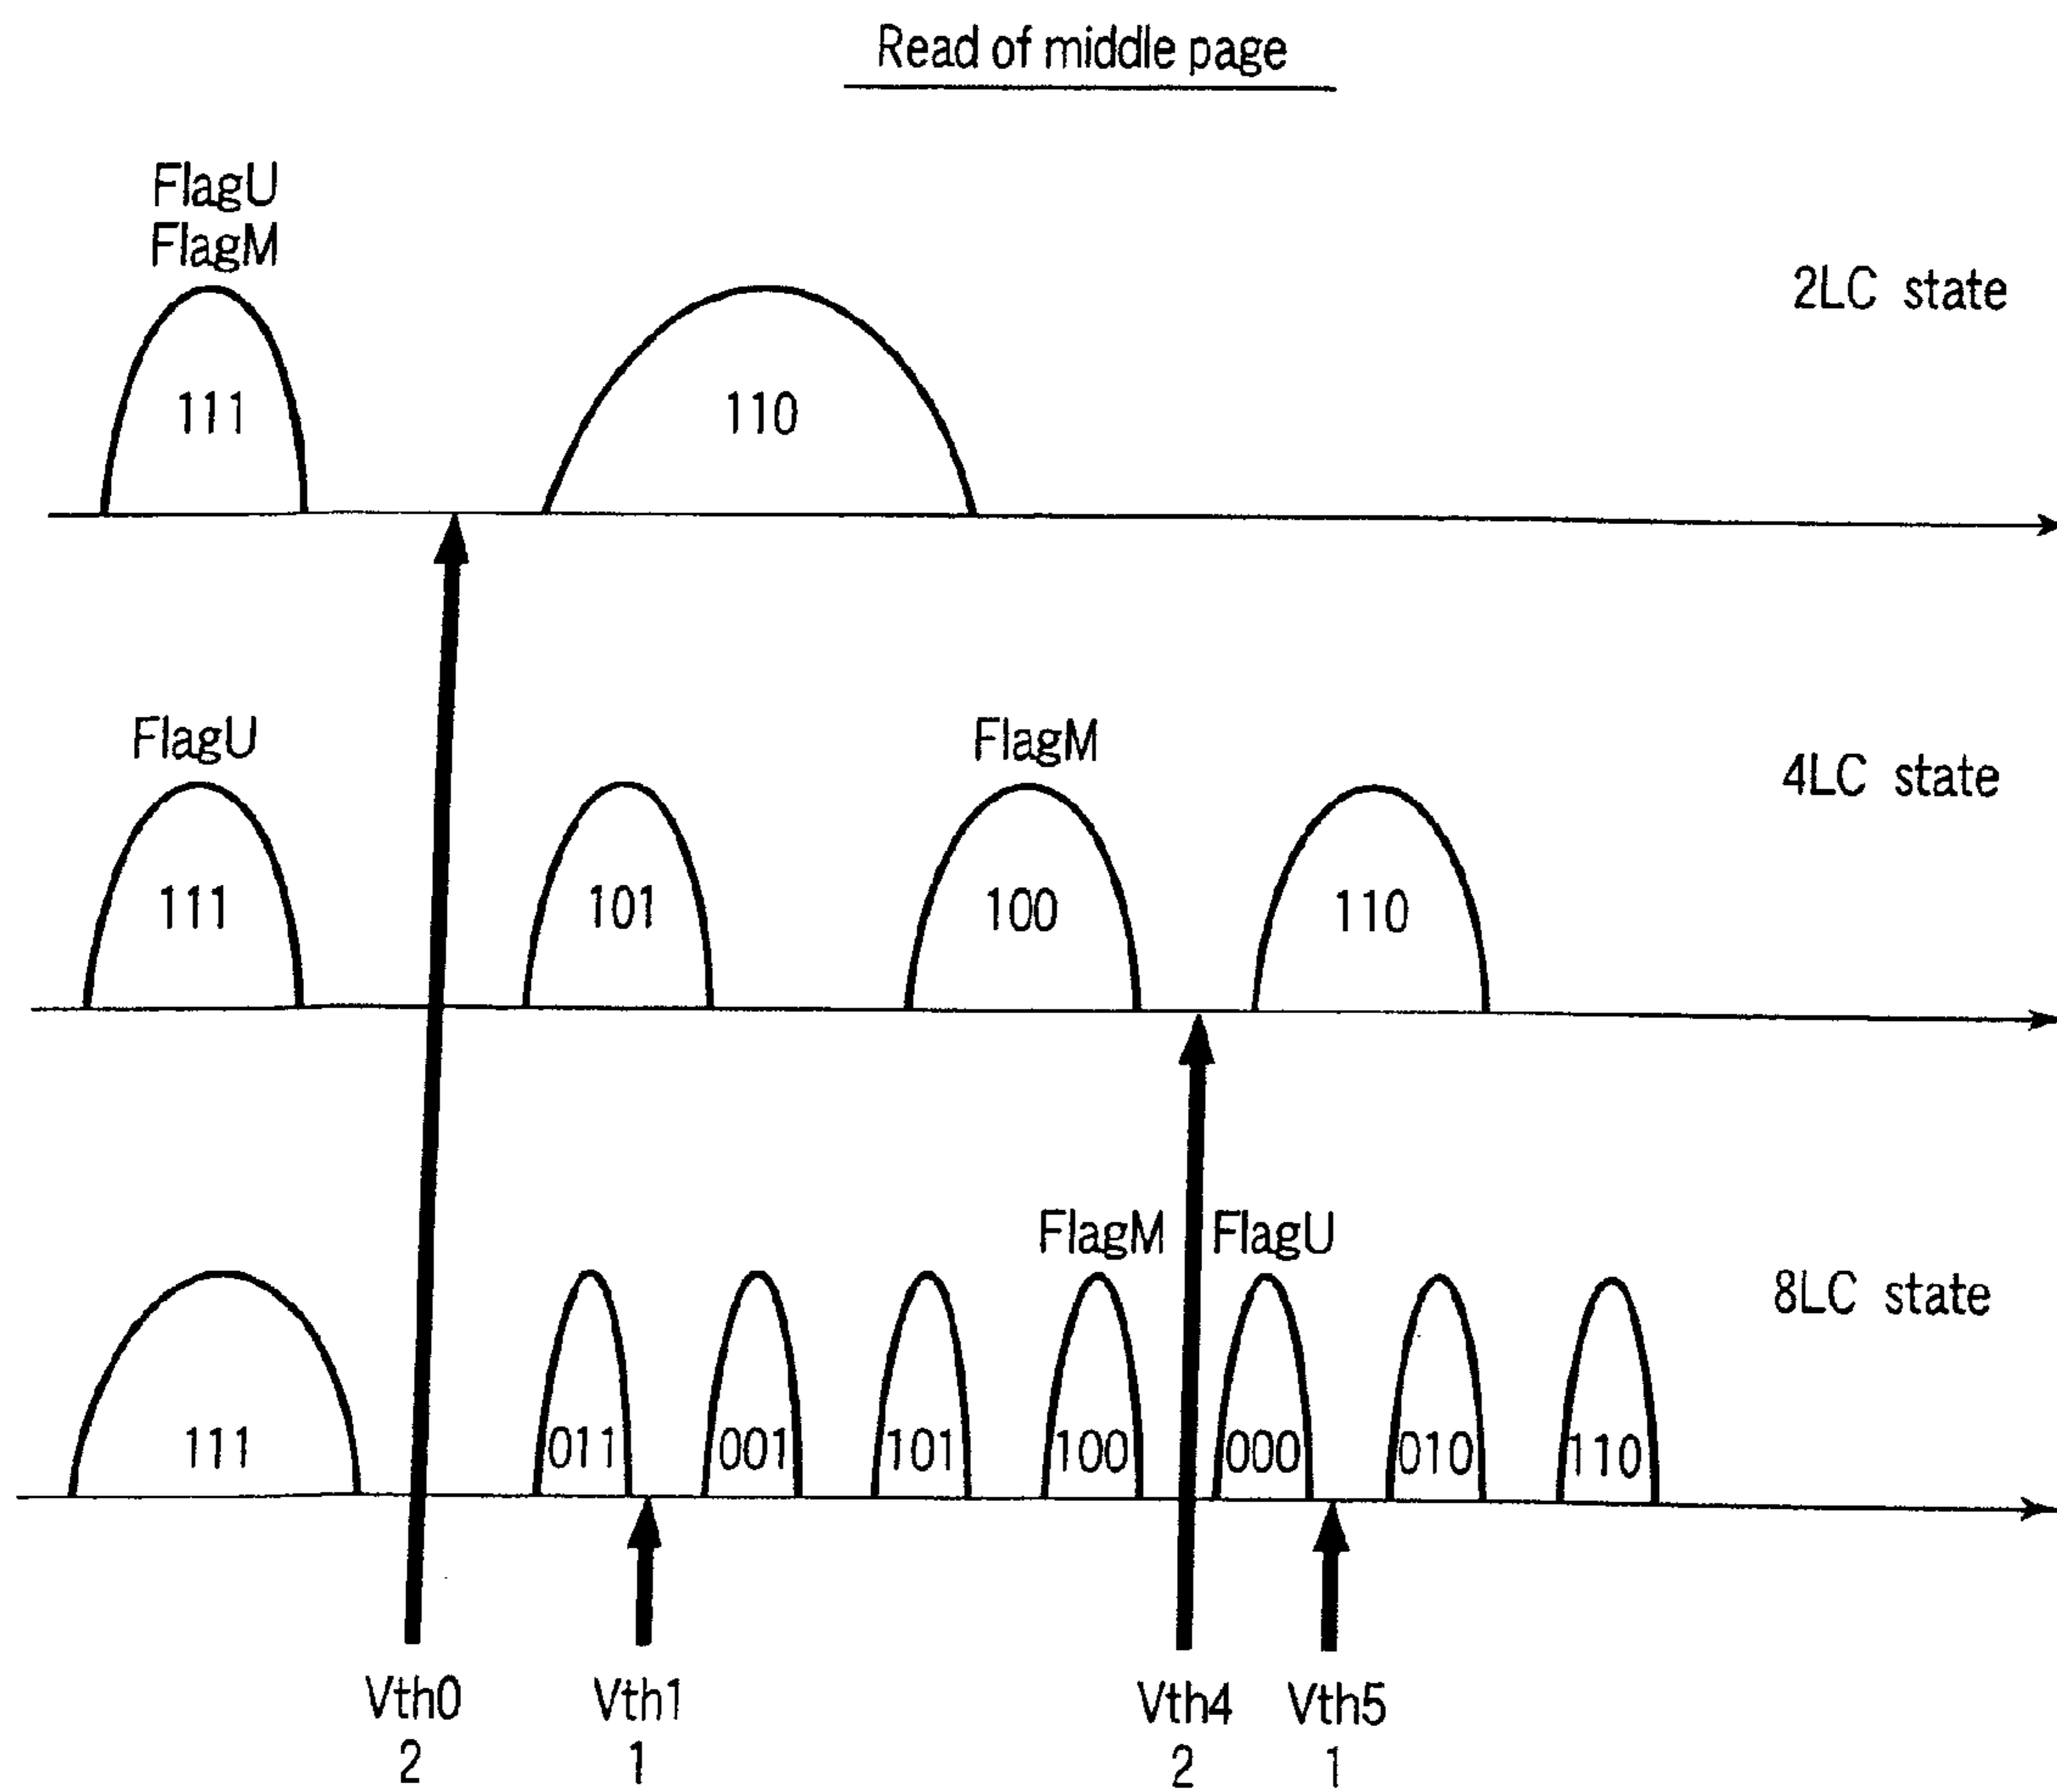 Read of middle page
FlagU
FlagM
2LC state
111
110
FlagU
FlagM
4LC state
111
101
100
110
FlagM
FlagU
8LC state
111
011
001
101
100
000
010
110
Vth0
Vth1
Vth4
Vth5
2
1
2
1